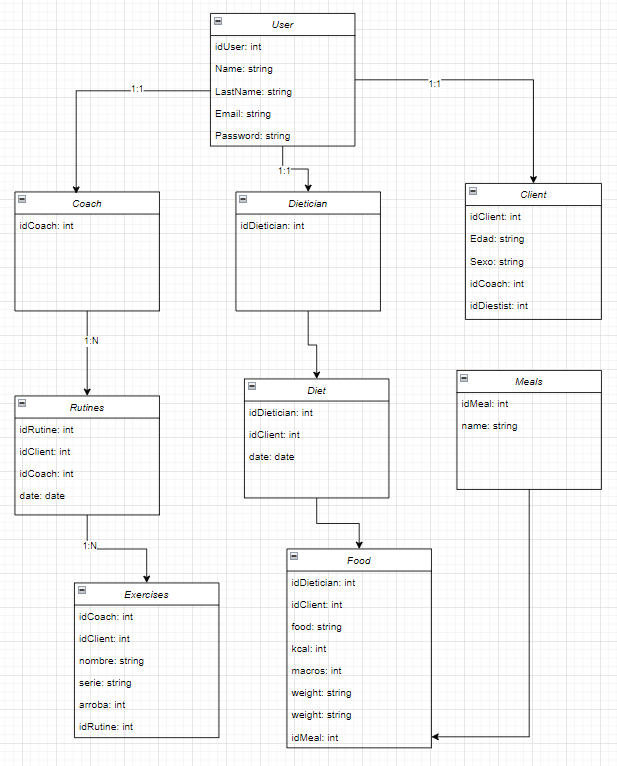 User
idUser: int
Name: string
LastName: string
Email: string
Password: string
1:1
1:1
1:1
Coach
idCoach: int
Dietician
idDietician: int
Client
idClient: int
Edad: string
Sexo: string
idCoach: int
idDiestist: int
1:N
Rutines
idRutine: int
idClient: int
idCoach: int
date: date
Diet
idDietician: int
idClient: int
date: date
Meals
idMeal: int
name: string
1:N
Exercises
idCoach: int
idClient: int
nombre: string
serie: string
arroba: int
idRutine: int
Food
idDietician: int
idClient: int
food: string
kcal: int
macros: int
weight: string
weight: string
idMeal: int